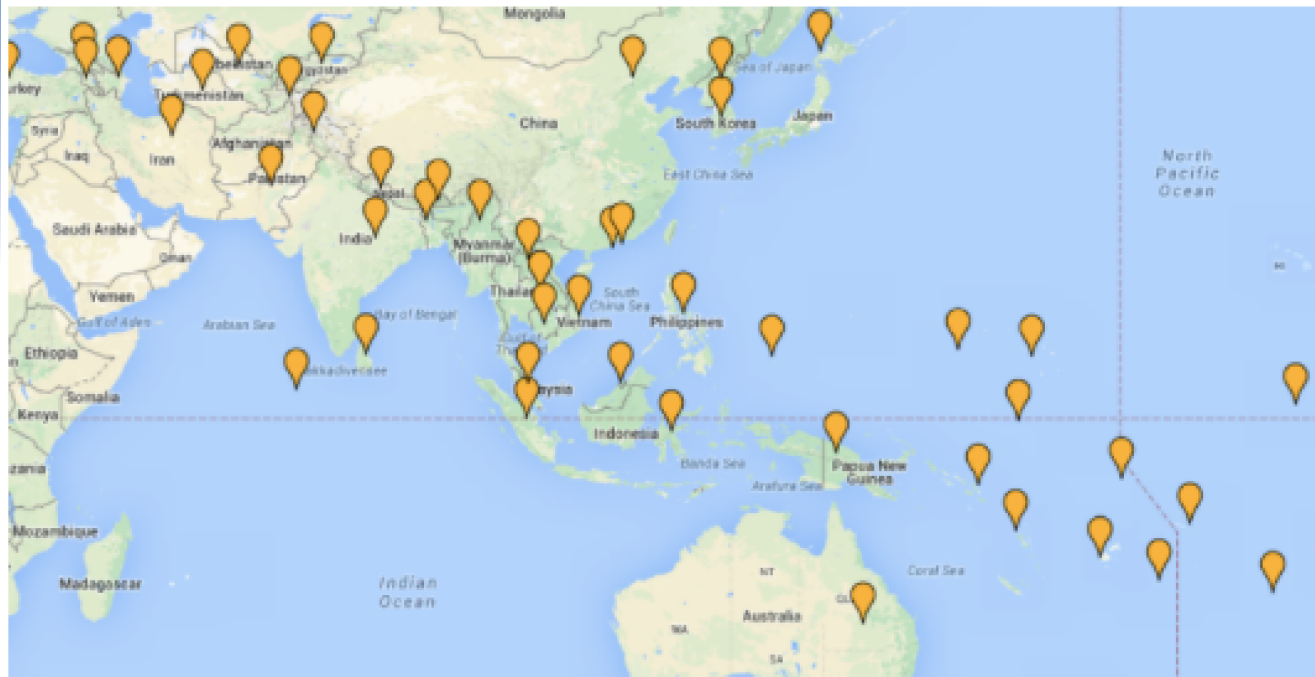 Mongolia
Sea of Japan
Turkmenistan
Syria
Iraq
Iran
Afghanistan
China
South Korea
Japan
Pakistan
East China Sea
North
Pacific
Ocean
Saudi Arabia
Oman
India
Myanmar
(Burma)
Yemen
Gulf of Aden
Arabian Sea
Bay of Bengal
South
China Sea
Vietnam
Philippines
HI
Ethiopia
Somalia
Kenya
Indonesia
Banda Sea
Arafura Sea
Papua New
Guinea
Mozambique
Madagascar
Indian
Ocean
Coral Sea
NT
WA
Australia
SA